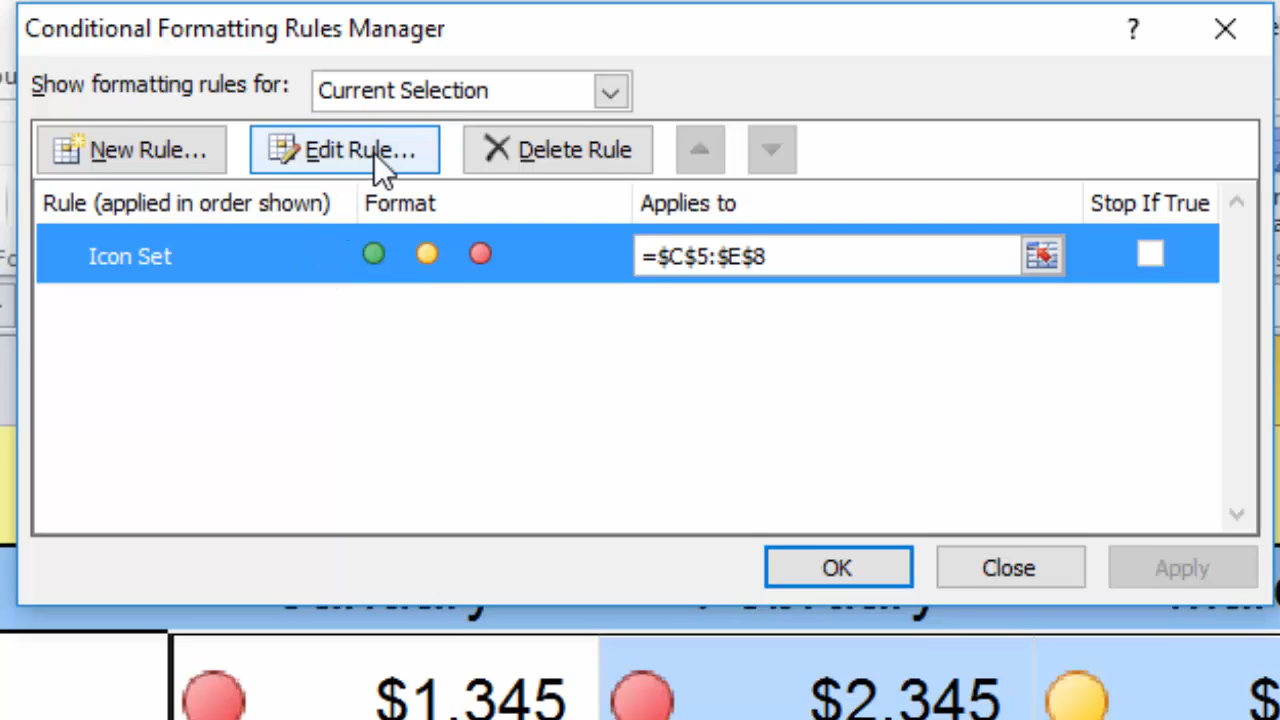 Conditional Formatting Rules Manager ?
Show formatting rules for: Current Selection
New Rule... Edit Rule... Delete Rule
Rule (applied in order shown) Format Applies to Stop If True
Icon Set =$C$5:$E$8
OK Close Apply
$1,345 $2,345 $